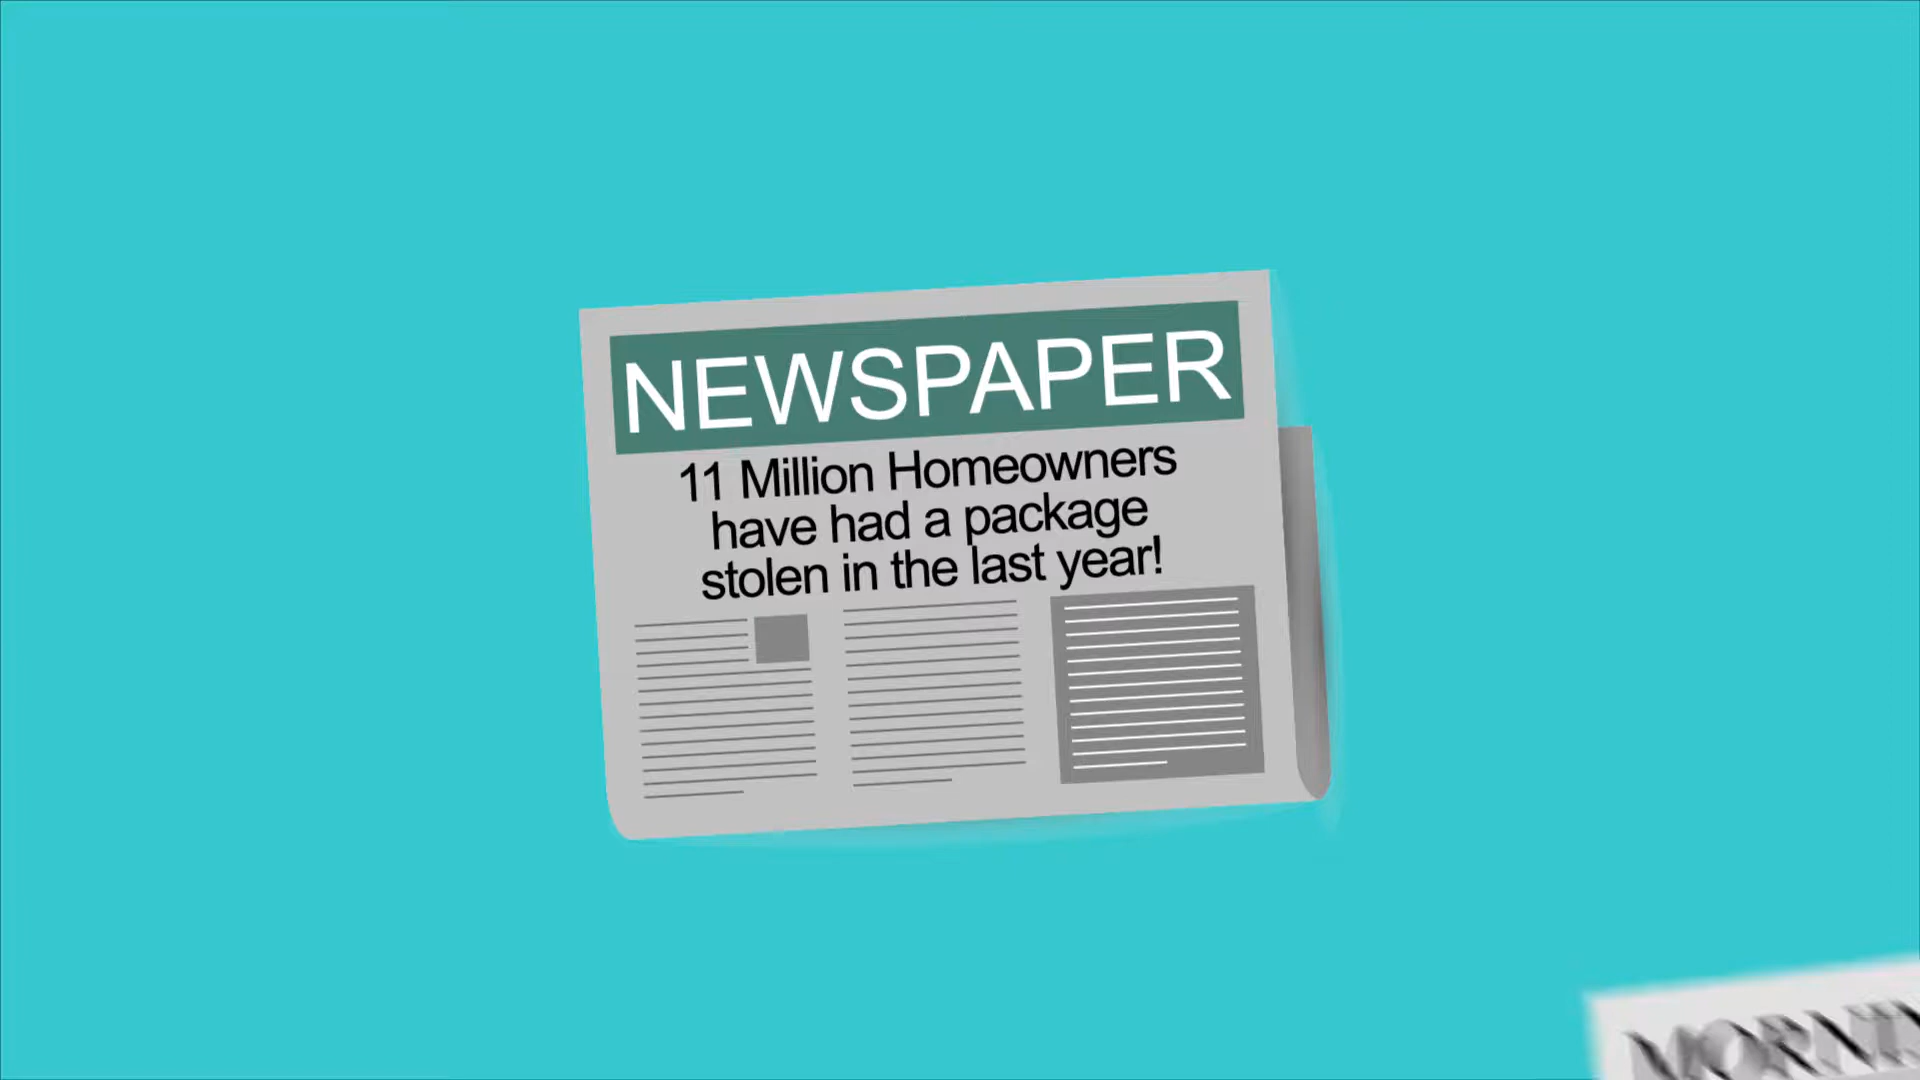 NEWSPAPER
11 Million Homeowners
have had a package
stolen in the last year!